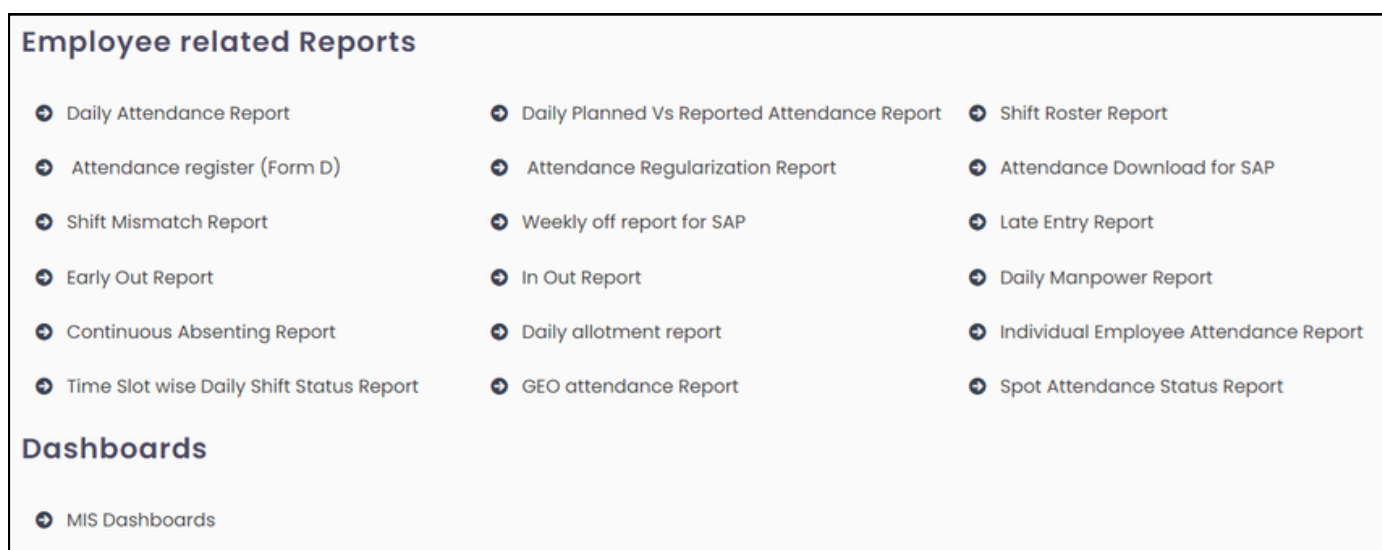 Employee related Reports
Daily Attendance Report
Daily Planned Vs Reported Attendance Report
Shift Roster Report
Attendance register (Form D)
Attendance Regularization Report
Attendance Download for SAP
Shift Mismatch Report
Weekly off report for SAP
Late Entry Report
Early Out Report
In Out Report
Daily Manpower Report
Continuous Absenting Report
Daily allotment report
Individual Employee Attendance Report
Time Slot wise Daily Shift Status Report
GEO attendance Report
Spot Attendance Status Report
Dashboards
MIS Dashboards